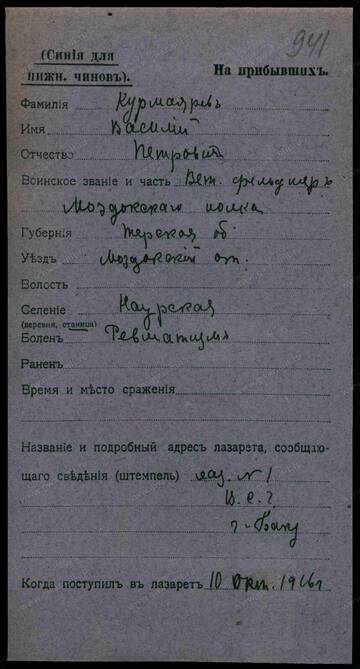 941
(Синія для
нижн. чиновъ).
На прибывшихъ.
Фамилія Курмаяревъ
Имя Василій
Отчество Петровичъ
Воинское званіе и часть Вет. фельдшеръ
Моздокскаго полка
Губернія Терская об
Уѣздъ Моздокскій от.
Волость
Селеніе Наурская
(деревня, станица)
Боленъ Ревматизмъ
Раненъ
Время и мѣсто сраженія
Названіе и подробный адресъ лазарета, сообщаю-
щаго свѣдѣнія (штемпель) лаз. N 1
г. Баку
Когда поступилъ въ лазаретъ 10 Окт. 1916 г